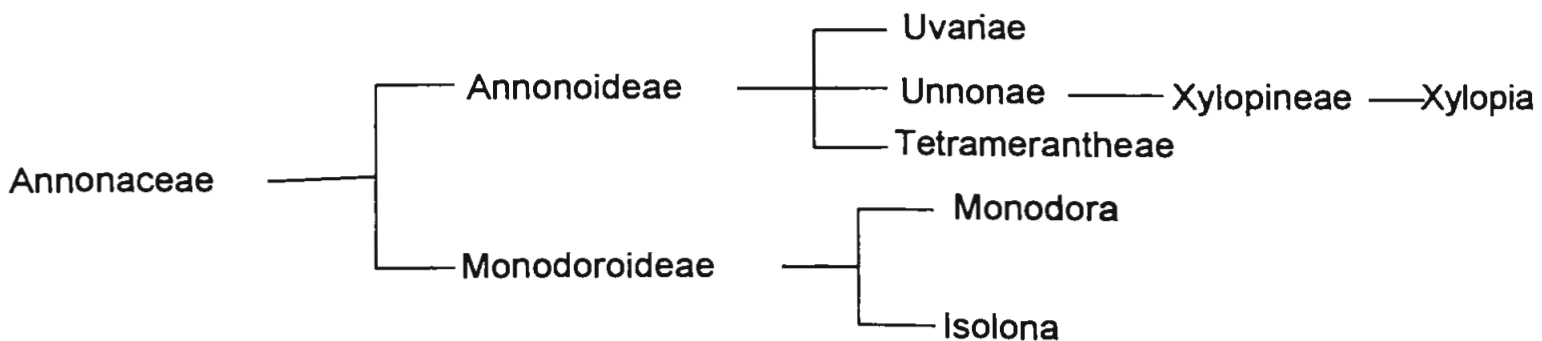 Uvariae
Annonoideae Unnonae Xylopineae Xylopia
Tetramerantheae
Annonaceae
Monodora
Monodoroideae
Isolona